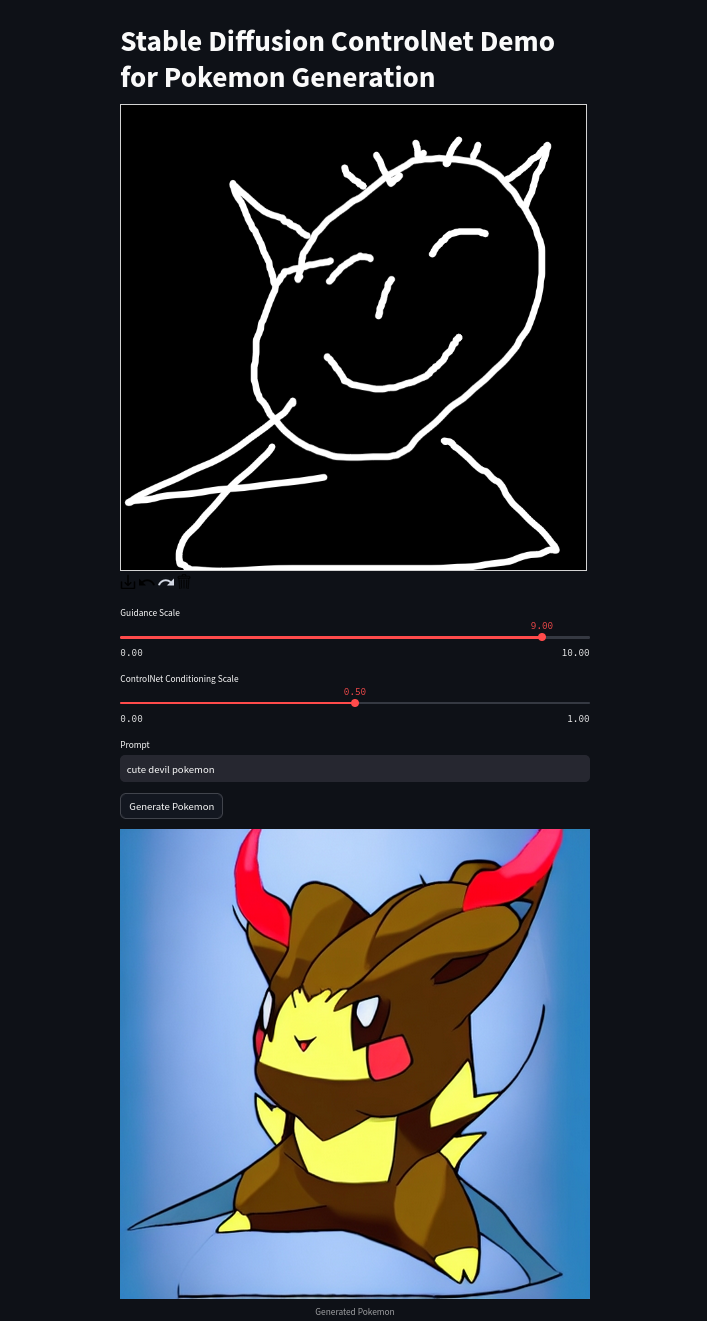 Stable Diffusion ControlNet Demo
for Pokemon Generation
Guidance Scale
9.00
0.00 10.00
ControlNet Conditioning Scale
0.50
0.00 1.00
Prompt
cute devil pokemon
Generate Pokemon
Generated Pokemon